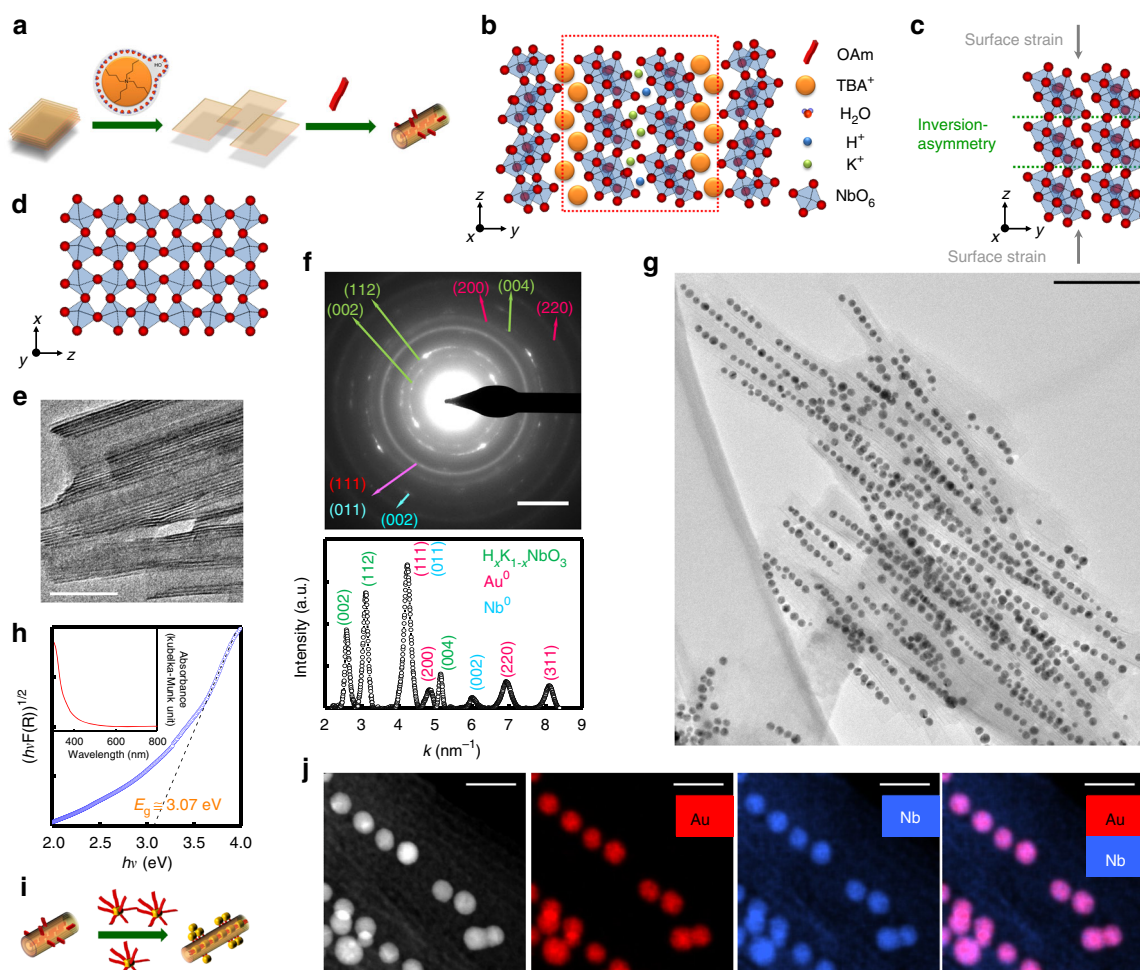 a
HO
N
b
OAm
TBA+
H2O
H+
K+
NbO6
z
x
y
c
Surface strain
Inversion-
asymmetry
z
x
y
Surface strain
d
x
y
z
e
f
(112)
(002)
(200)
(004)
(220)
(111)
(011)
(002)
(002)
(112)
(111)
(011)
HxK1-xNbO3
Au0
Nb0
(200)
(004)
(002)
(220)
(311)
Intensity (a.u.)
2 3 4 5 6 7 8 9
k (nm−1)
g
h
(hνF(R))1/2
Absorbance
(kubelka-Munk unit)
400 600 800
Wavelength (nm)
Eg = 3.07 eV
2.0 2.5 3.0 3.5 4.0
hν (eV)
i
j
Au
Nb
Au
Nb